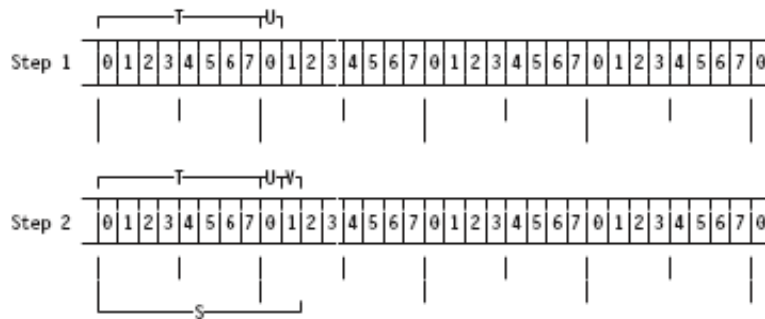 T U
Step 1 0 1 2 3 4 5 6 7 0 1 2 3 4 5 6 7 0 1 2 3 4 5 6 7 0 1 2 3 4 5 6 7 0
T U V
Step 2 0 1 2 3 4 5 6 7 0 1 2 3 4 5 6 7 0 1 2 3 4 5 6 7 0 1 2 3 4 5 6 7 0
S